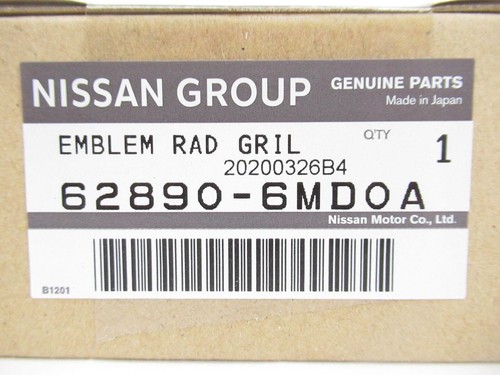 NISSAN GROUP
GENUINE PARTS
Made in Japan
EMBLEM RAD GRIL
Q'TY 1
20200326B4
62890-6MD0A
Nissan Motor Co., Ltd.
B1201